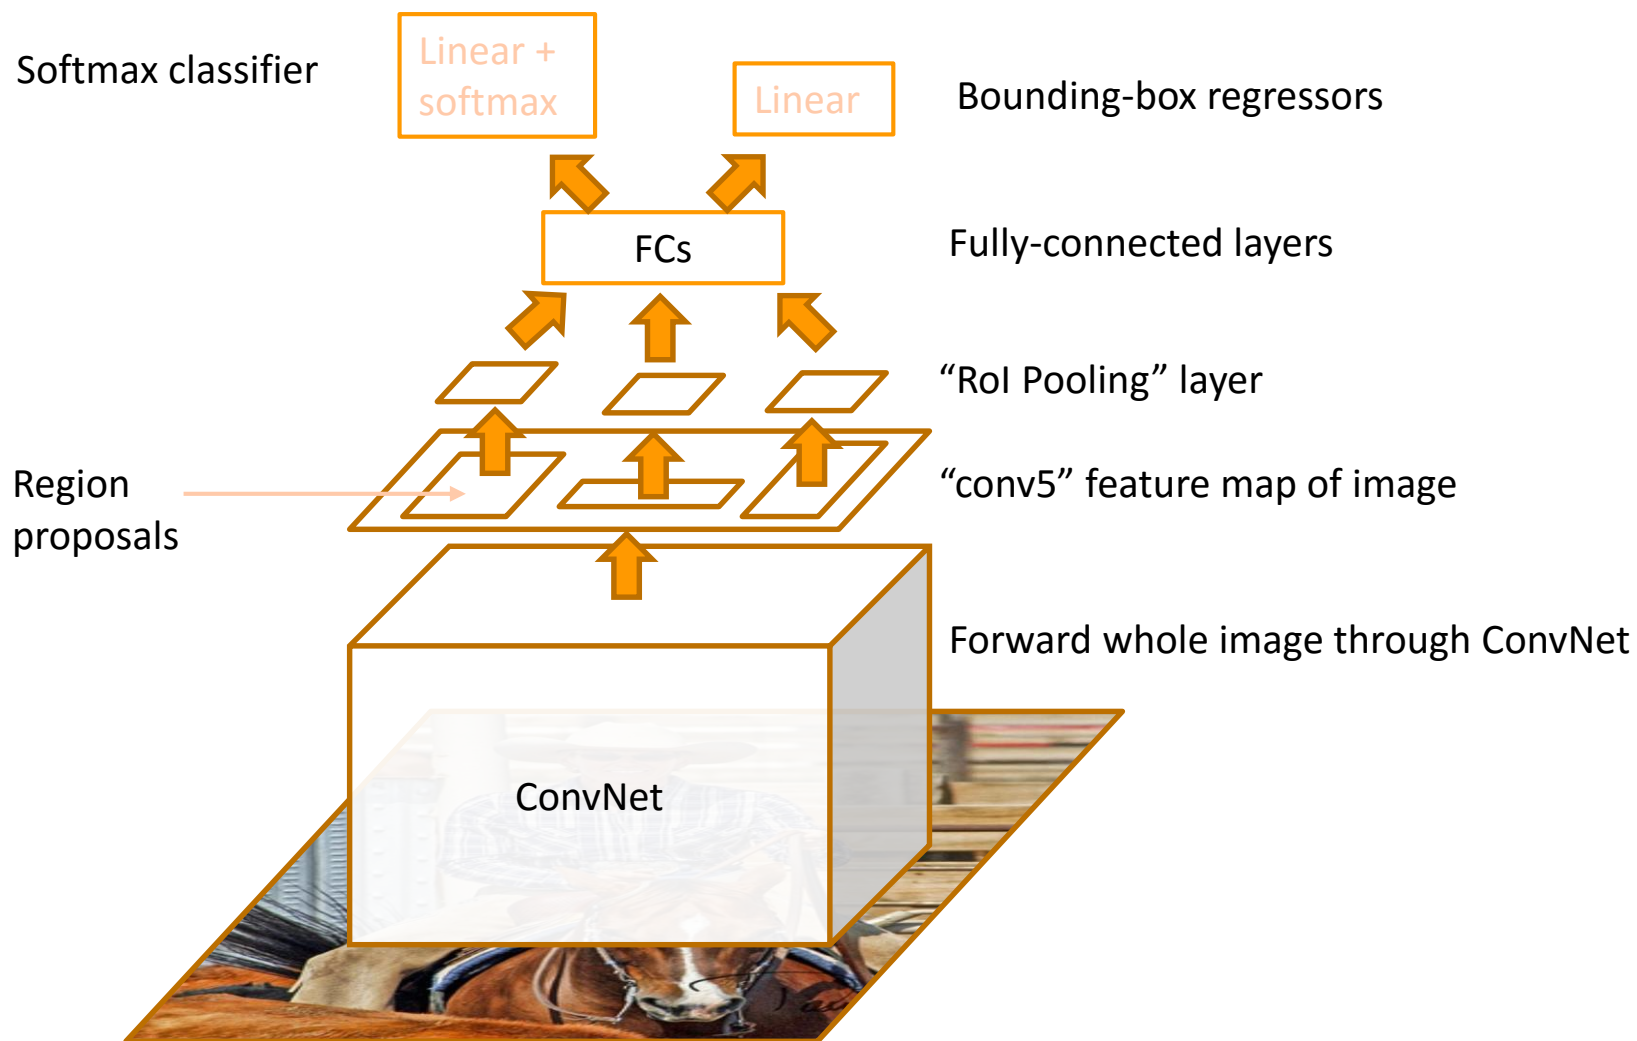 Softmax classifier
Linear +
softmax
Linear
Bounding-box regressors
FCs
Fully-connected layers
“RoI Pooling” layer
Region
proposals
“conv5” feature map of image
Forward whole image through ConvNet
ConvNet